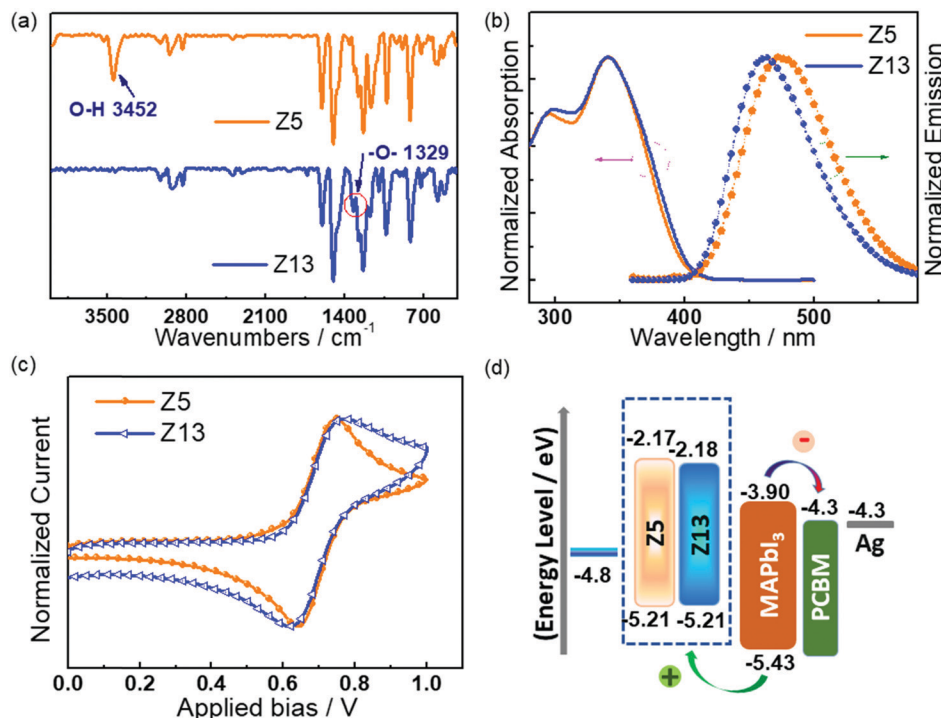 (a)
O-H 3452
Z5
-O- 1329
Z13
3500 2800 2100 1400 700
Wavenumbers / cm-1
(b)
Z5
Z13
Normalized Absorption
Normalized Emission
280 400 500
Wavelength / nm
(c)
Z5
Z13
Normalized Current
0.0 0.2 0.4 0.6 0.8 1.0
Applied bias / V
(d)
(Energy Level / eV)
-4.8
-2.17
-2.18
Z5
Z13
-5.21 -5.21
-3.90
MAPbI3
-5.43
-4.3
PCBM
-4.3
Ag
-
+